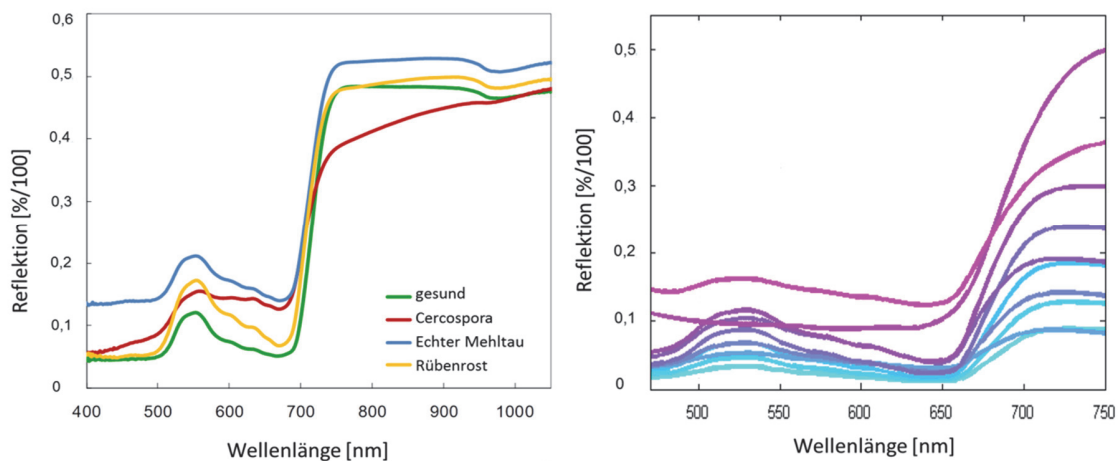 0,6
0,5
0,4
0,3
0,2
0,1
0
Reflektion [%/100]
gesund
Cercospora
Echter Mehltau
Rübenrost
400 500 600 700 800 900 1000
Wellenlänge [nm]
0,5
0,4
0,3
0,2
0,1
0
Reflektion [%/100]
500 550 600 650 700 750
Wellenlänge [nm]